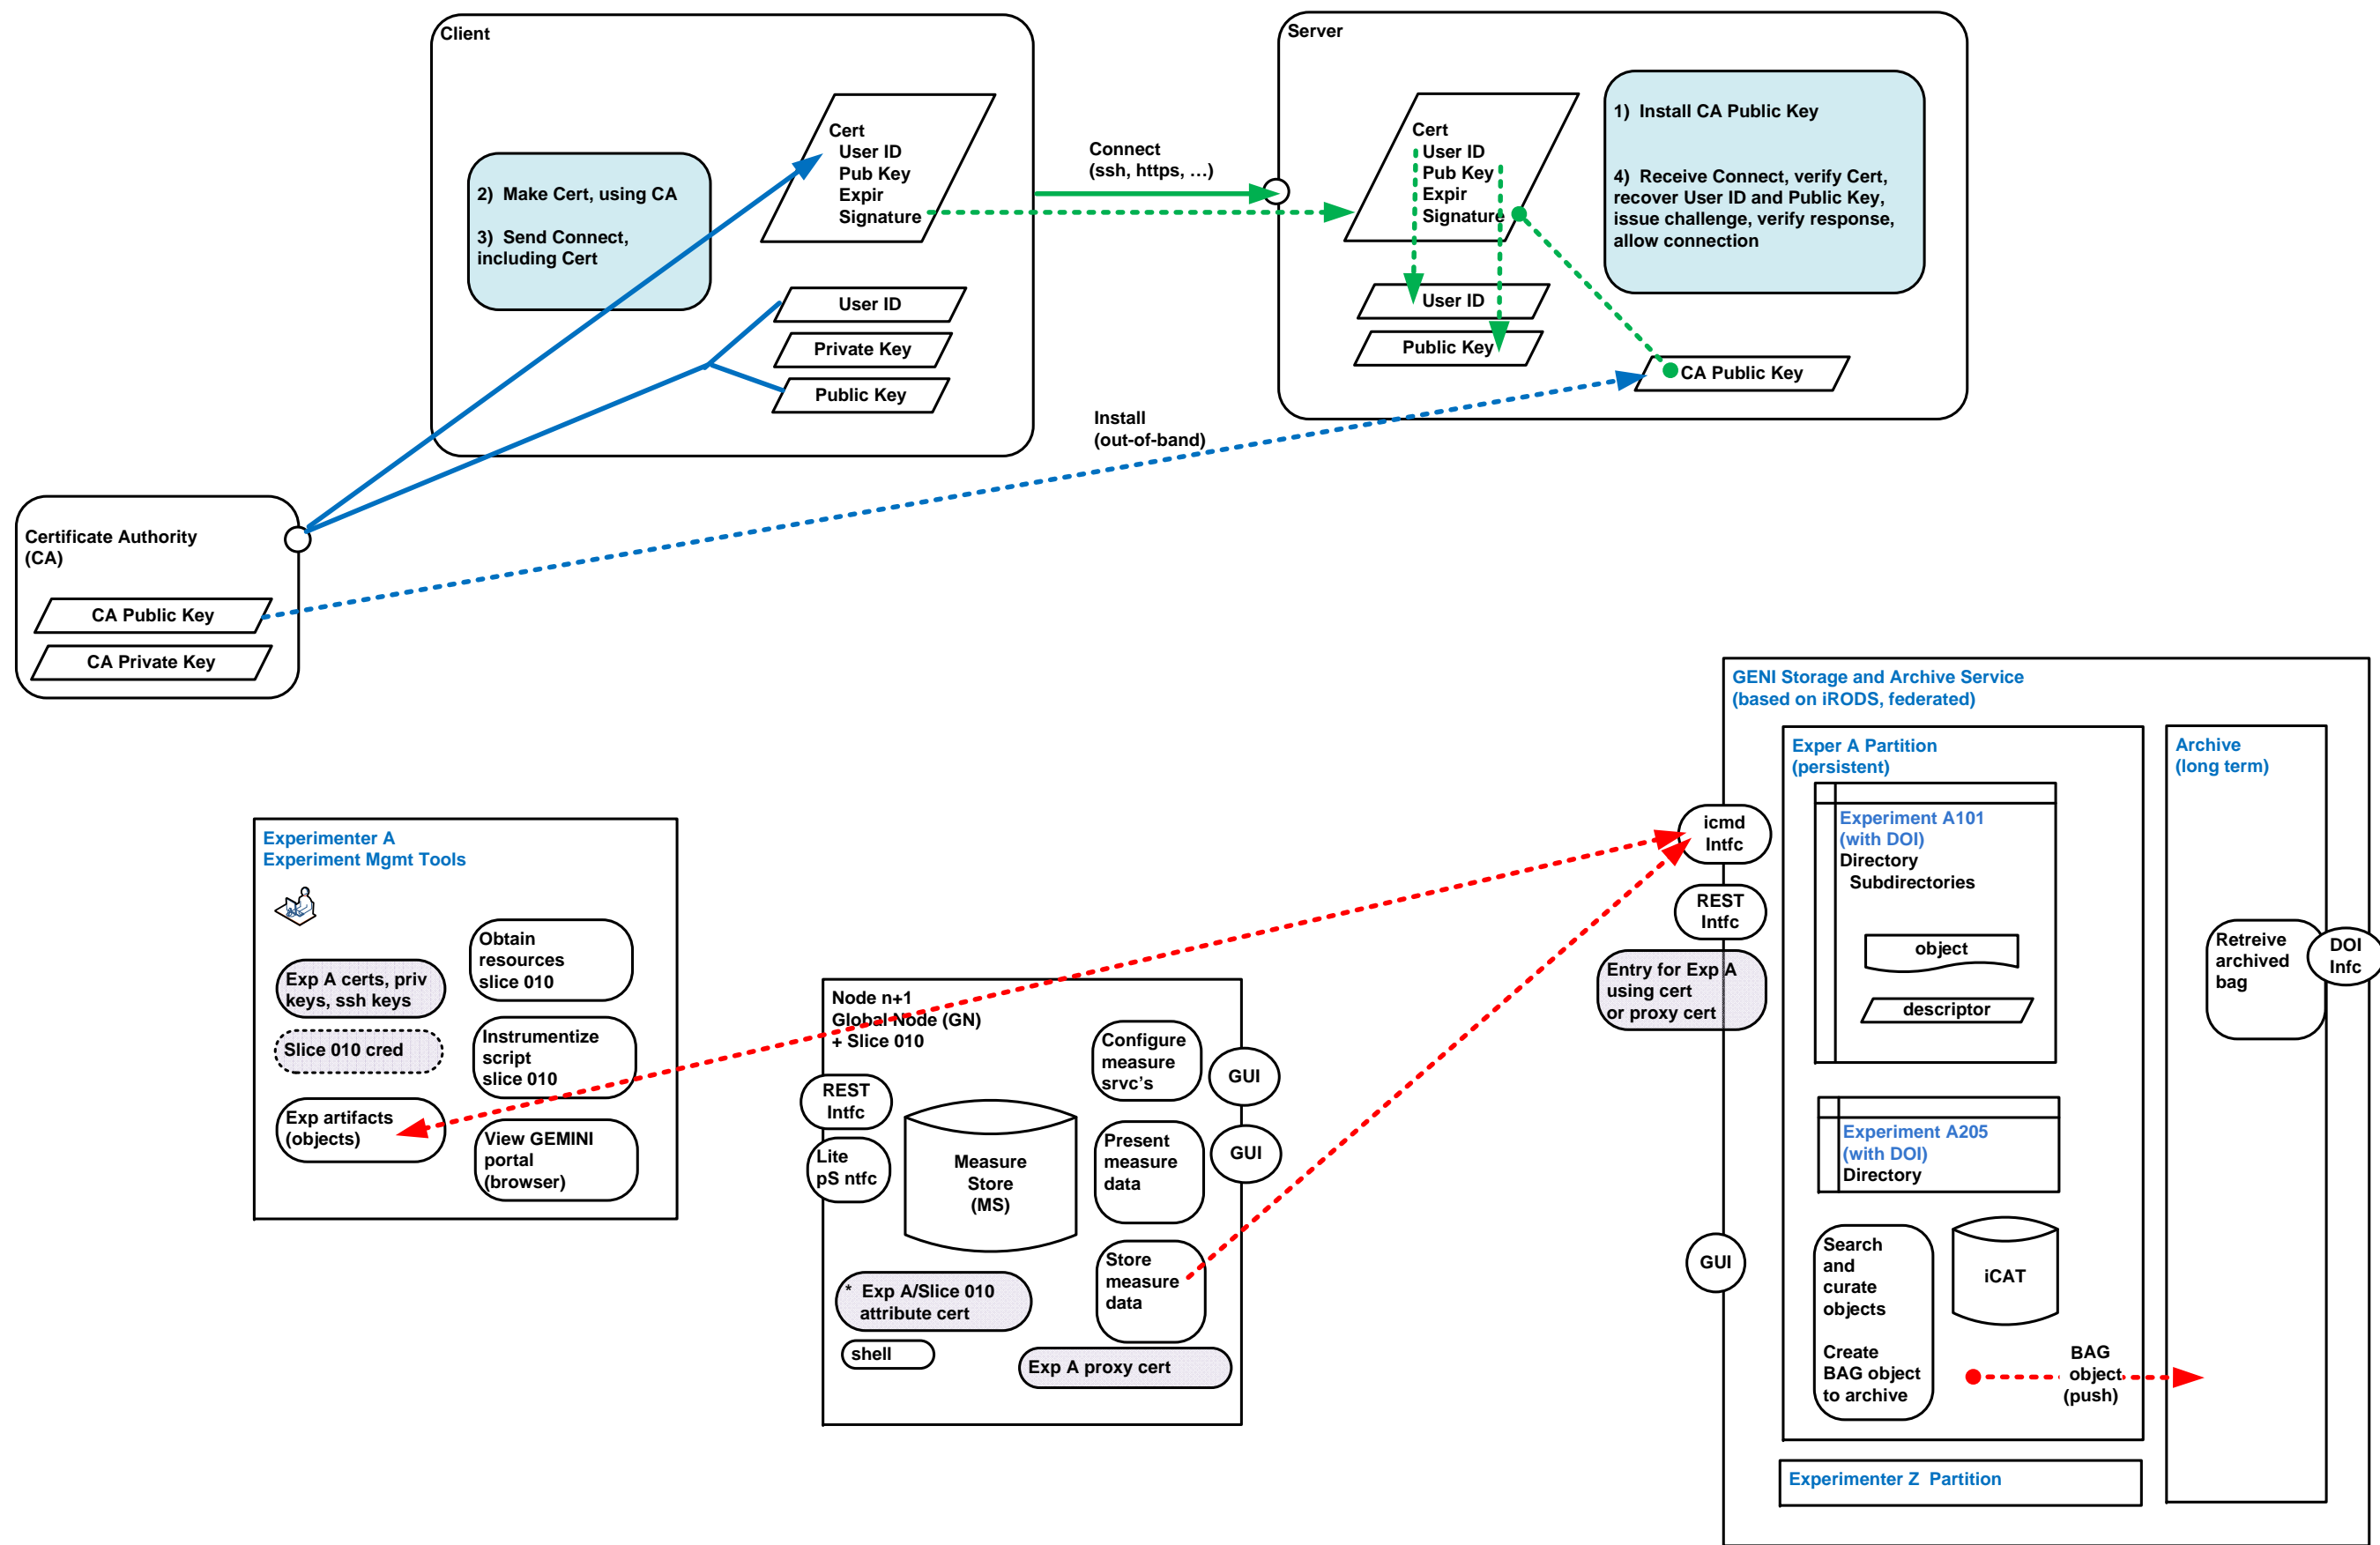 Client
2)  Make Cert, using CA
3)  Send Connect,
including Cert
Cert
User ID
Pub Key
Expir
Signature
User ID
Private Key
Public Key
Connect
(ssh, https, …)
Install
(out-of-band)
Server
Cert
User ID
Pub Key
Expir
Signature
User ID
Public Key
1)  Install CA Public Key
4)  Receive Connect, verify Cert,
recover User ID and Public Key,
issue challenge, verify response,
allow connection
CA Public Key
Certificate Authority
(CA)
CA Public Key
CA Private Key
Experimenter A
Experiment Mgmt Tools
Exp A certs, priv
keys, ssh keys
Slice 010 cred
Exp artifacts
(objects)
Obtain
resources
slice 010
Instrumentize
script
slice 010
View GEMINI
portal
(browser)
Node n+1
Global Node (GN)
+ Slice 010
REST
Intfc
Lite
pS ntfc
Measure
Store
(MS)
Configure
measure
srvc's
GUI
Present
measure
data
GUI
Store
measure
data
*  Exp A/Slice 010
attribute cert
shell
Exp A proxy cert
GENI Storage and Archive Service
(based on iRODS, federated)
icmd
Intfc
REST
Intfc
Entry for Exp A
using cert
or proxy cert
GUI
Exper A Partition
(persistent)
Experiment A101
(with DOI)
Directory
Subdirectories
object
descriptor
Experiment A205
(with DOI)
Directory
Search
and
curate
objects
Create
BAG object
to archive
iCAT
BAG
object
(push)
Archive
(long term)
Retreive
archived
bag
DOI
Infc
Experimenter Z  Partition